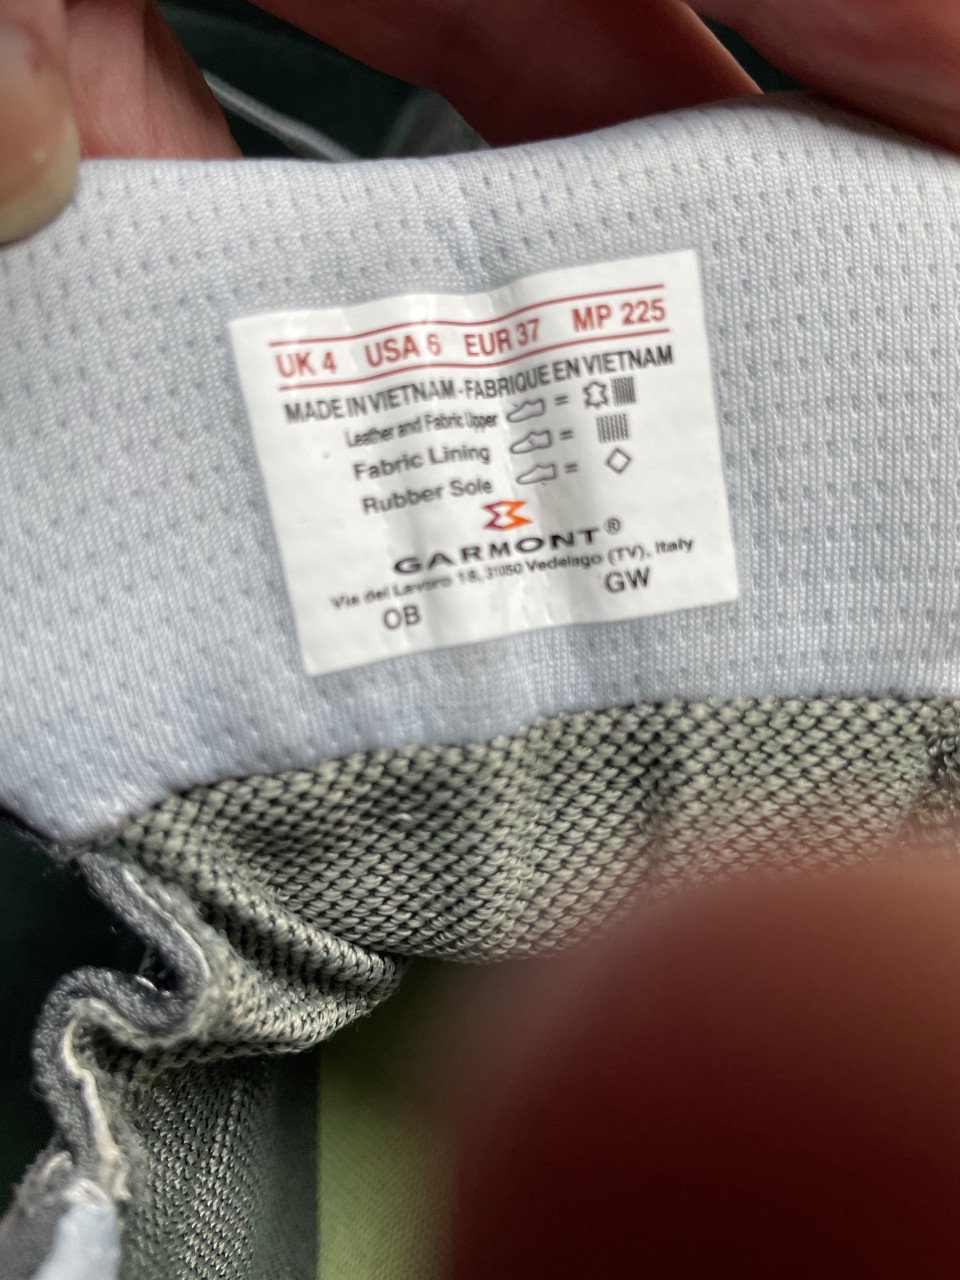 UK 4 USA 6 EUR 37 MP 225
MADE IN VIETNAM - FABRIQUE EN VIETNAM
Leather and Fabric Upper =
Fabric Lining =
Rubber Sole =
GARMONT®
Via del Lavoro 18, 31050 Vedelago (TV), Italy
OB GW